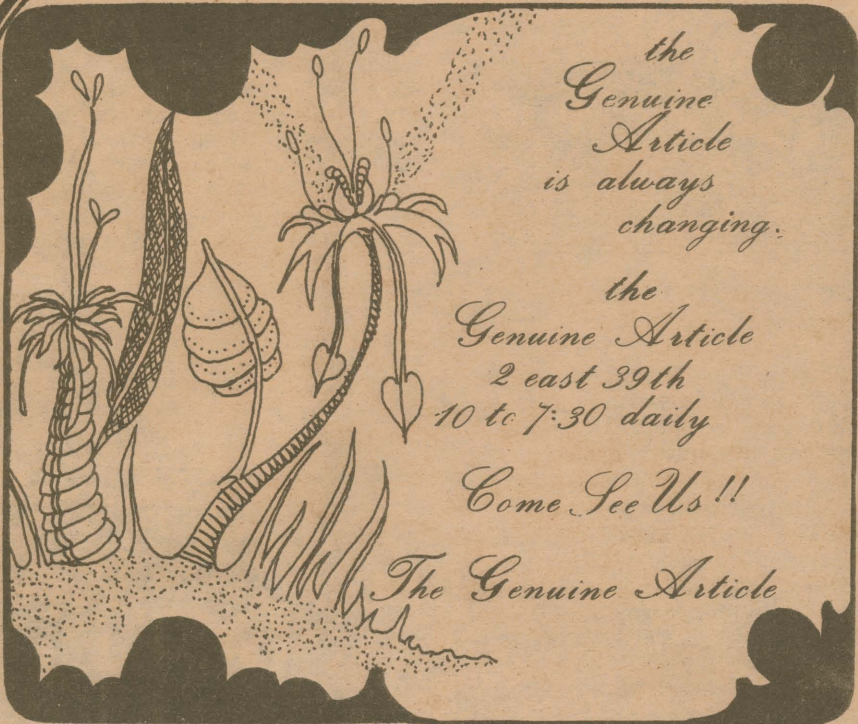 the
Genuine
Article
is always
changing.
the
Genuine Article
2 east 39th
10 to 7:30 daily
Come See Us!!
The Genuine Article